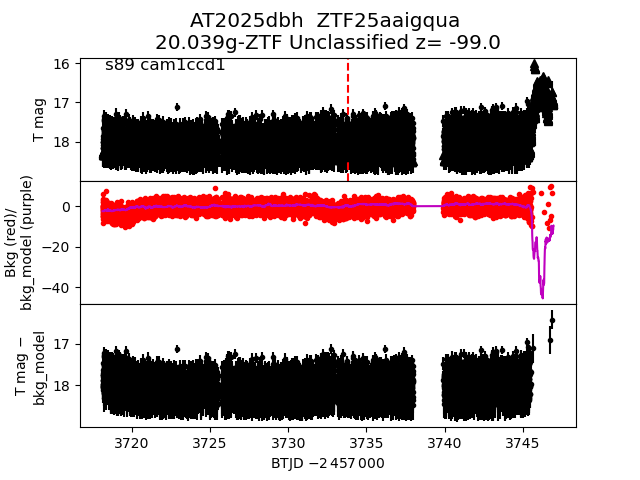 AT2025dbh  ZTF25aaigqua
20.039g-ZTF Unclassified z= -99.0
s89 cam1ccd1
T mag
16
17
18
Bkg (red)/
bkg_model (purple)
0
−20
−40
T mag −
bkg_model
17
18
3720
3725
3730
3735
3740
3745
BTJD −2 457 000